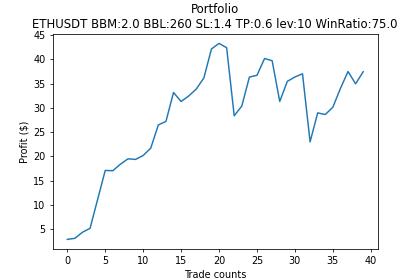 Portfolio
ETHUSDT BBM:2.0 BBL:260 SL:1.4 TP:0.6 lev:10 WinRatio:75.0
45
40
35
30
25
20
15
10
5
Profit ($)
0 5 10 15 20 25 30 35 40
Trade counts